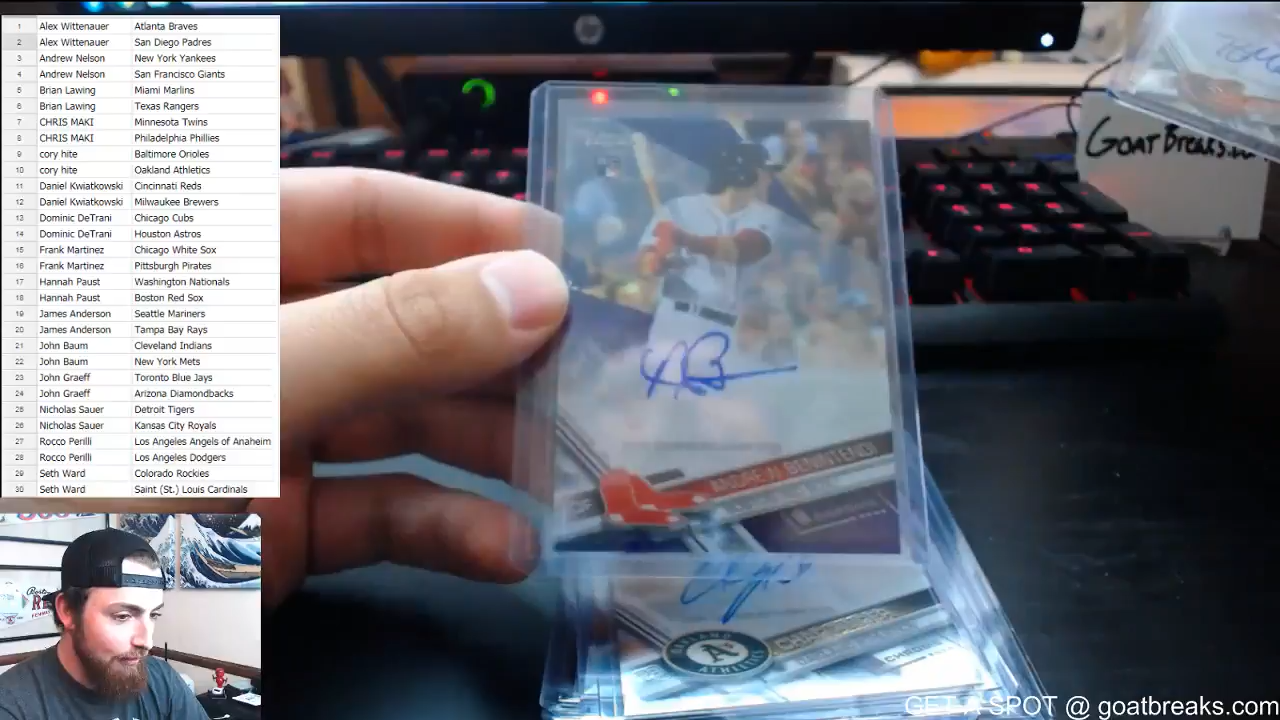 1 Alex Wittenauer Atlanta Braves
2 Alex Wittenauer San Diego Padres
3 Andrew Nelson New York Yankees
4 Andrew Nelson San Francisco Giants
5 Brian Lawing Miami Marlins
6 Brian Lawing Texas Rangers
7 CHRIS MAKI Minnesota Twins
8 CHRIS MAKI Philadelphia Phillies
9 cory hite Baltimore Orioles
10 cory hite Oakland Athletics
11 Daniel Kwiatkowski Cincinnati Reds
12 Daniel Kwiatkowski Milwaukee Brewers
13 Dominic DeTrani Chicago Cubs
14 Dominic DeTrani Houston Astros
15 Frank Martinez Chicago White Sox
16 Frank Martinez Pittsburgh Pirates
17 Hannah Paust Washington Nationals
18 Hannah Paust Boston Red Sox
19 James Anderson Seattle Mariners
20 James Anderson Tampa Bay Rays
21 John Baum Cleveland Indians
22 John Baum New York Mets
23 John Graeff Toronto Blue Jays
24 John Graeff Arizona Diamondbacks
25 Nicholas Sauer Detroit Tigers
26 Nicholas Sauer Kansas City Royals
27 Rocco Perilli Los Angeles Angels of Anaheim
28 Rocco Perilli Los Angeles Dodgers
29 Seth Ward Colorado Rockies
30 Seth Ward Saint (St.) Louis Cardinals
hp
GOATBREAKS.co
ANDREW BENINTENDI
OAKLAND
A's
ATHLETICS
GET A SPOT @ goatbreaks.com